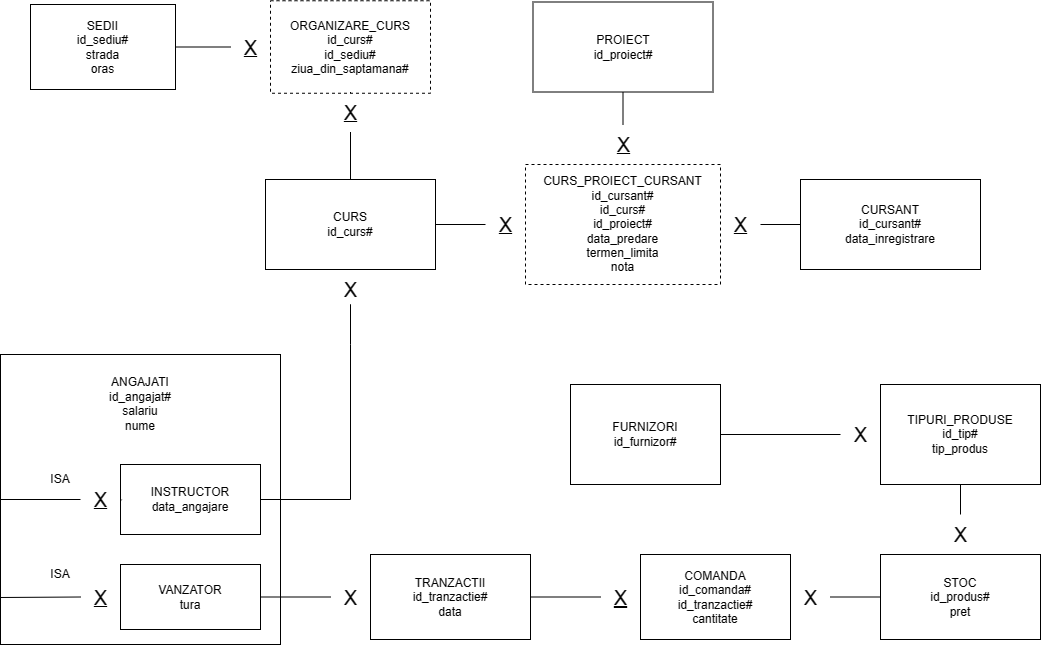 SEDII
id_sediu#
strada
oras
X
ORGANIZARE_CURS
id_curs#
id_sediu#
ziua_din_saptamana#
X
PROIECT
id_proiect#
X
CURS
id_curs#
X
CURS_PROIECT_CURSANT
id_cursant#
id_curs#
id_proiect#
data_predare
termen_limita
nota
X
CURSANT
id_cursant#
data_inregistrare
X
ANGAJATI
id_angajat#
salariu
nume
ISA
X
INSTRUCTOR
data_angajare
ISA
X
VANZATOR
tura
X
FURNIZORI
id_furnizor#
X
TIPURI_PRODUSE
id_tip#
tip_produs
X
TRANZACTII
id_tranzactie#
data
X
COMANDA
id_comanda#
id_tranzactie#
cantitate
X
STOC
id_produs#
pret